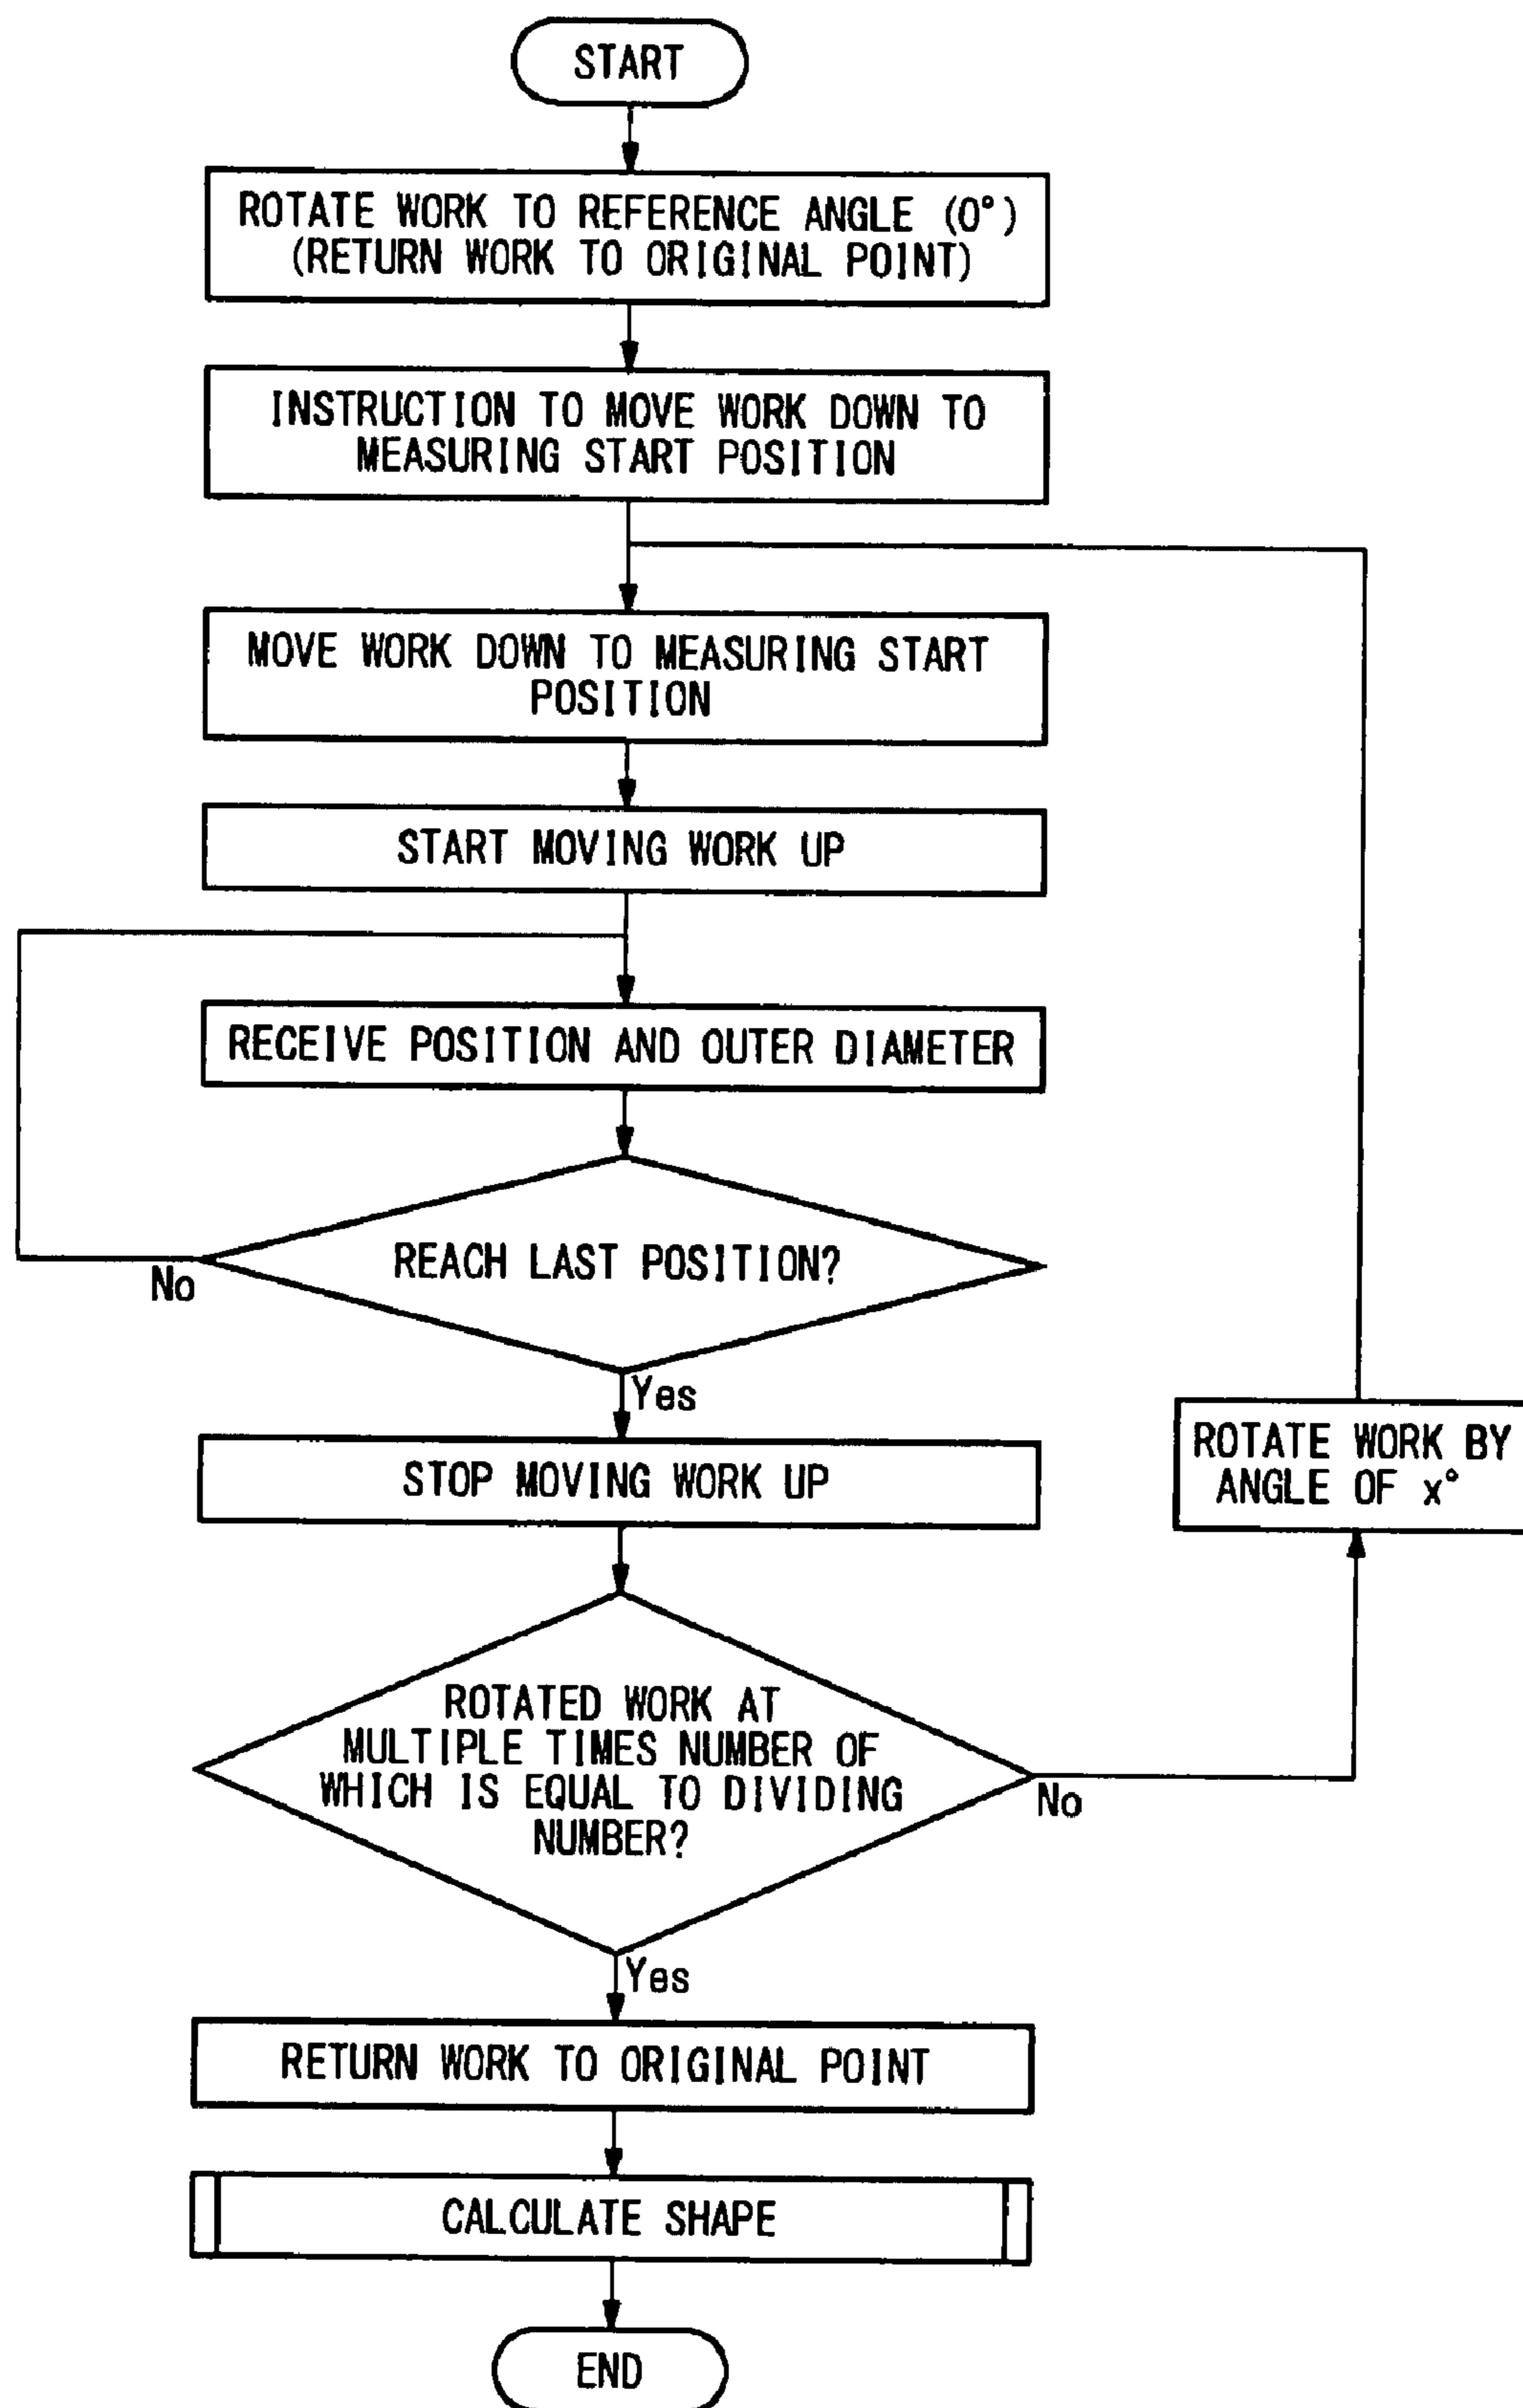 START
ROTATE WORK TO REFERENCE ANGLE (0°)
(RETURN WORK TO ORIGINAL POINT)
INSTRUCTION TO MOVE WORK DOWN TO
MEASURING START POSITION
MOVE WORK DOWN TO MEASURING START
POSITION
START MOVING WORK UP
RECEIVE POSITION AND OUTER DIAMETER
REACH LAST POSITION?
No
Yes
STOP MOVING WORK UP
ROTATE WORK BY
ANGLE OF x°
ROTATED WORK AT
MULTIPLE TIMES NUMBER OF
WHICH IS EQUAL TO DIVIDING
NUMBER?
No
Yes
RETURN WORK TO ORIGINAL POINT
CALCULATE SHAPE
END